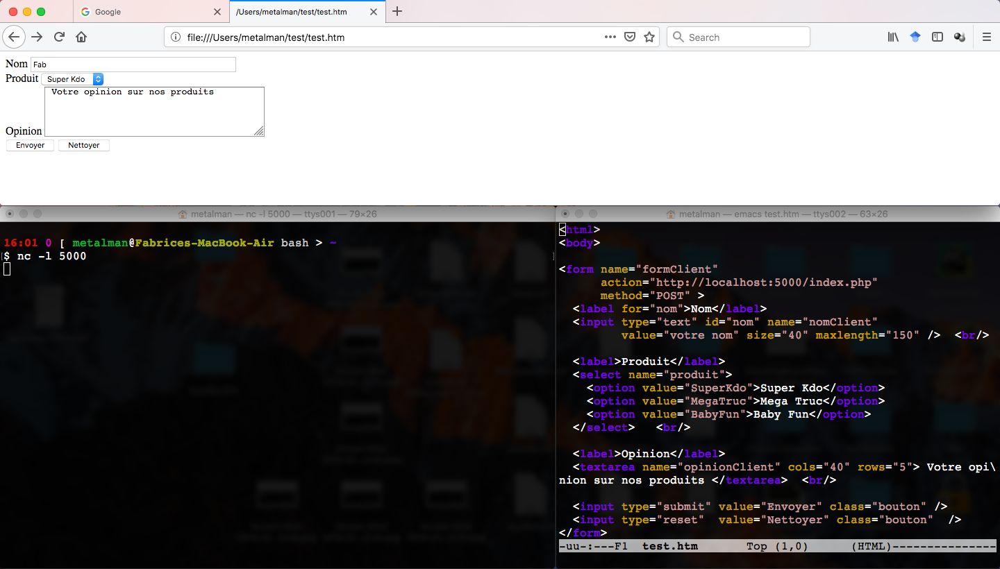 Google
/Users/metalman/test/test.htm
file:///Users/metalman/test/test.htm
Search
Nom Fab
Produit Super Kdo
Votre opinion sur nos produits
Opinion
Envoyer Nettoyer
metalman — nc -l 5000 — ttys001 — 79×26
16:01 0 [ metalman@Fabrices-MacBook-Air bash > ~
[$ nc -l 5000 ]
metalman — emacs test.htm — ttys002 — 63×26
<html>
<body>
<form name="formClient"
action="http://localhost:5000/index.php"
method="POST" >
<label for="nom">Nom</label>
<input type="text" id="nom" name="nomClient"
value="votre nom" size="40" maxlength="150" /> <br/>
<label>Produit</label>
<select name="produit">
<option value="SuperKdo">Super Kdo</option>
<option value="MegaTruc">Mega Truc</option>
<option value="BabyFun">Baby Fun</option>
</select> <br/>
<label>Opinion</label>
<textarea name="opinionClient" cols="40" rows="5"> Votre opi\
nion sur nos produits </textarea> <br/>
<input type="submit" value="Envoyer" class="bouton" />
<input type="reset" value="Nettoyer" class="bouton" />
</form>
-uu-:---F1 test.htm Top (1,0) (HTML)---------------